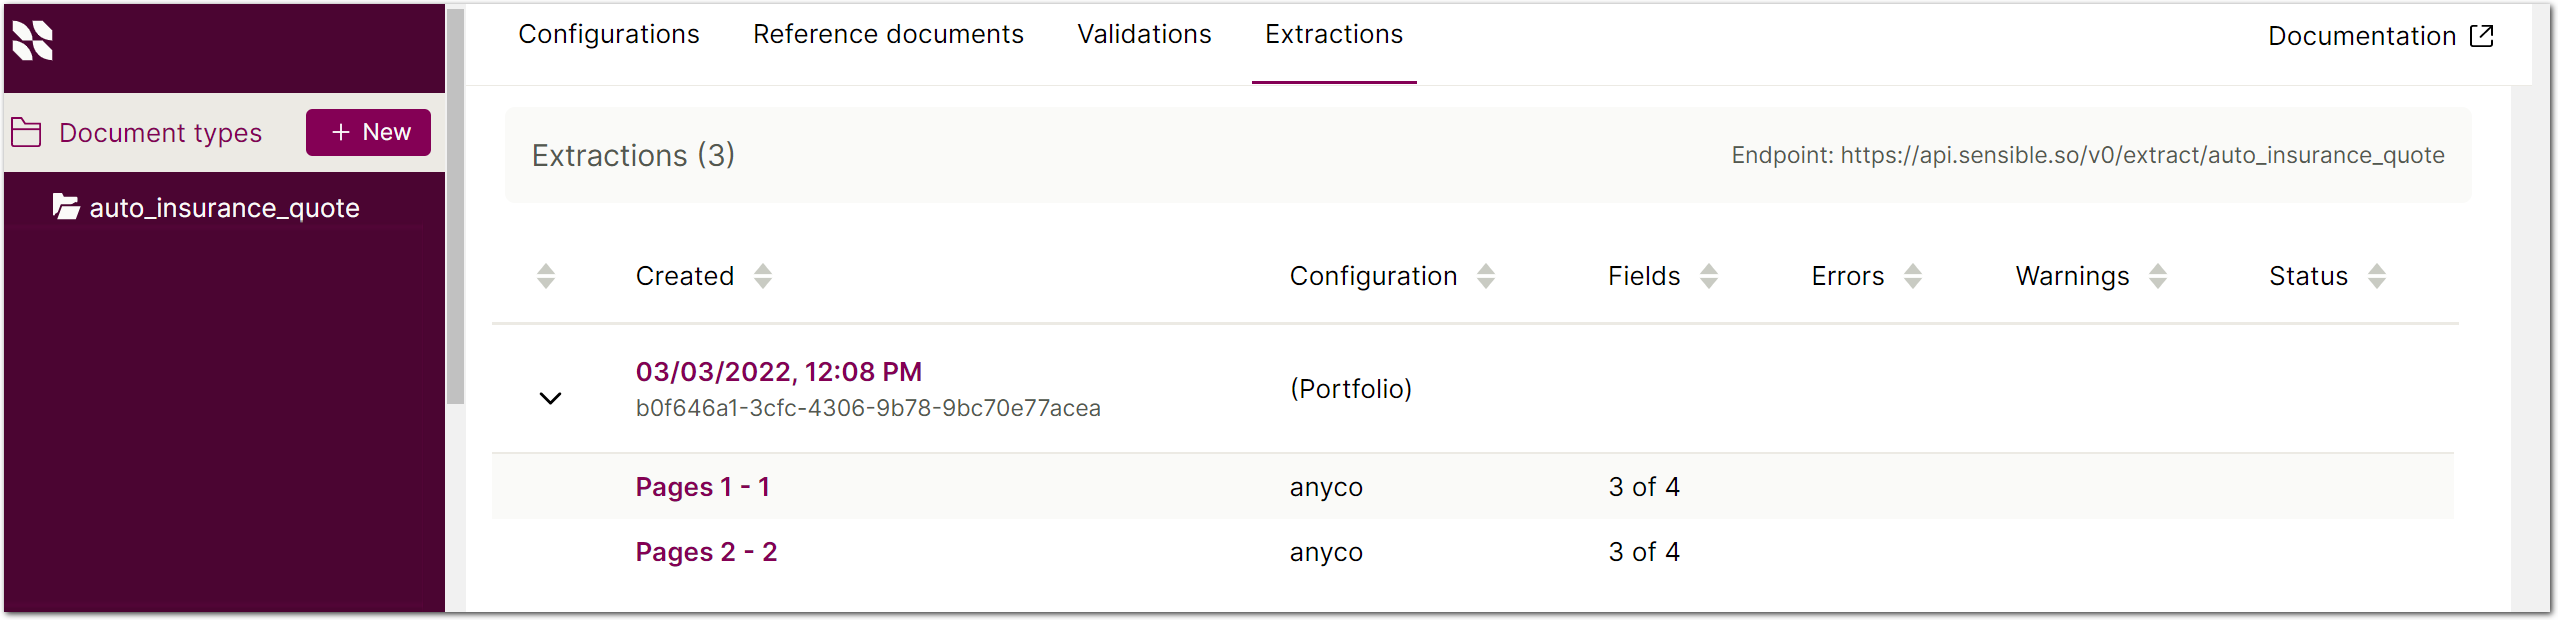 Configurations Reference documents Validations Extractions Documentation
Document types + New
auto_insurance_quote
Extractions (3) Endpoint: https://api.sensible.so/v0/extract/auto_insurance_quote
Created Configuration Fields Errors Warnings Status
03/03/2022, 12:08 PM
b0f646a1-3cfc-4306-9b78-9bc70e77acea
(Portfolio)
Pages 1 - 1 anyco 3 of 4
Pages 2 - 2 anyco 3 of 4